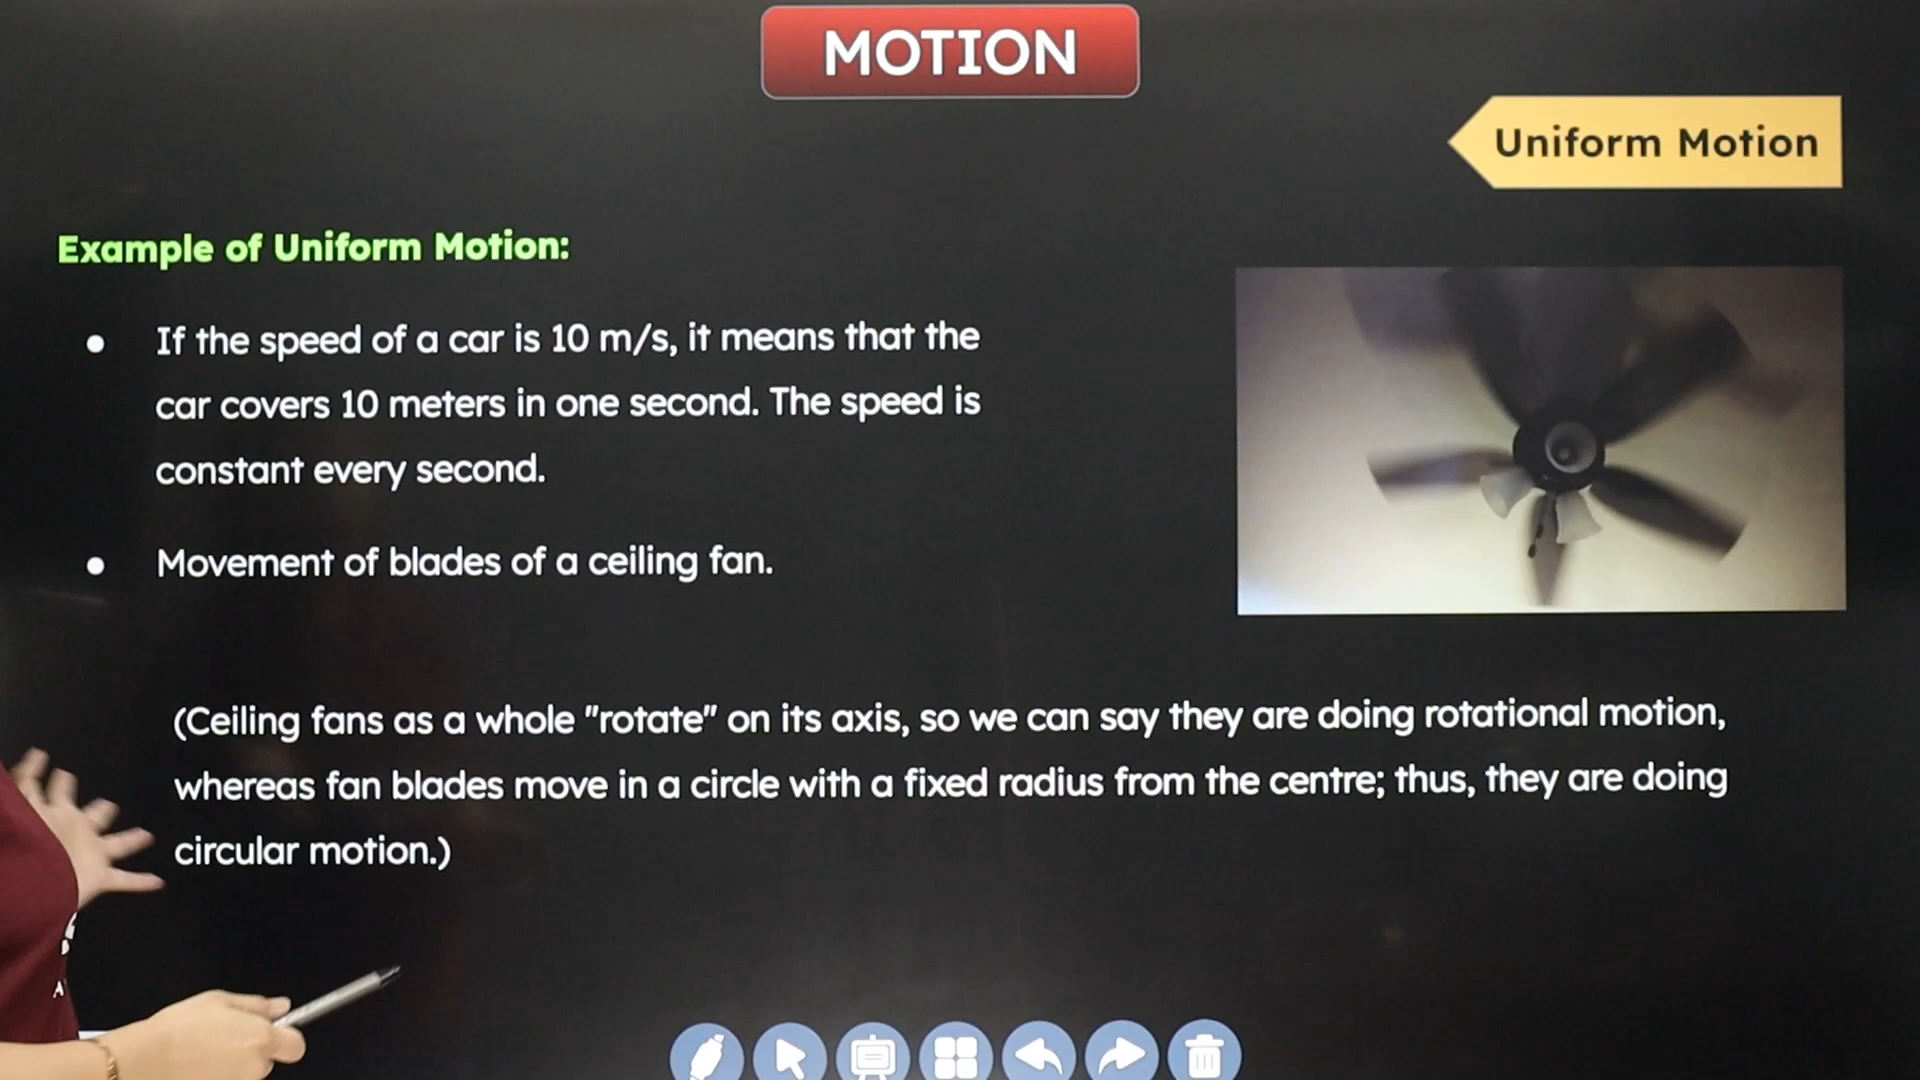 MOTION
Uniform Motion
Example of Uniform Motion:
If the speed of a car is 10 m/s, it means that the
car covers 10 meters in one second. The speed is
constant every second.
Movement of blades of a ceiling fan.
(Ceiling fans as a whole "rotate" on its axis, so we can say they are doing rotational motion,
whereas fan blades move in a circle with a fixed radius from the centre; thus, they are doing
circular motion.)